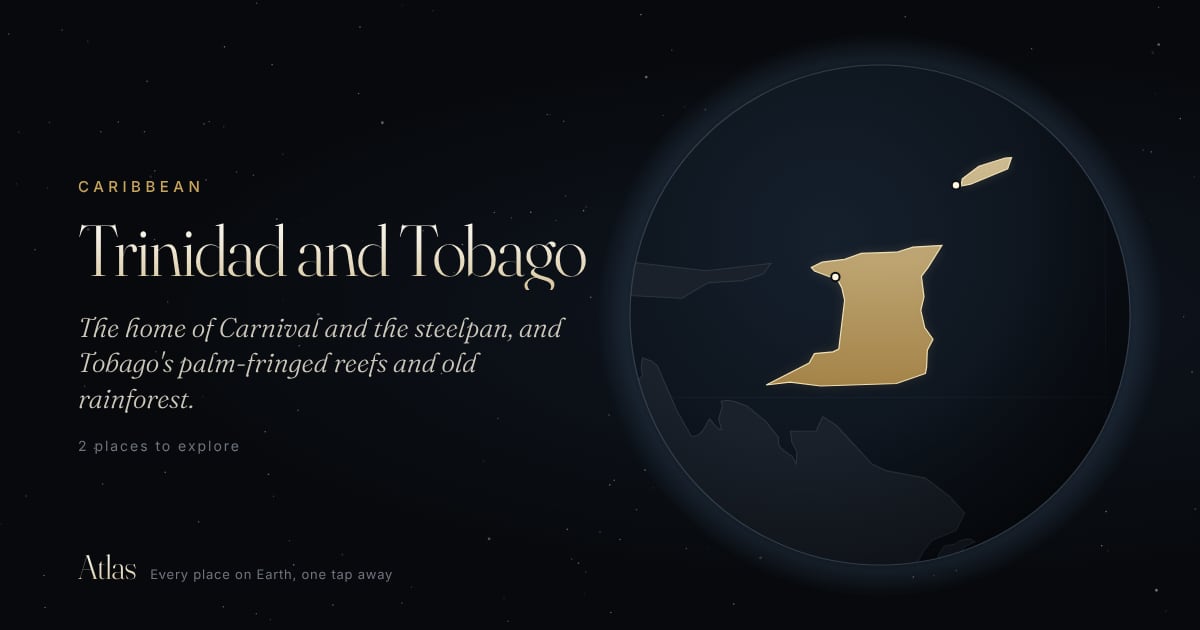 CARIBBEAN
Trinidad and Tobago
The home of Carnival and the steelpan, and
Tobago's palm-fringed reefs and old
rainforest.
2 places to explore
Atlas Every place on Earth, one tap away